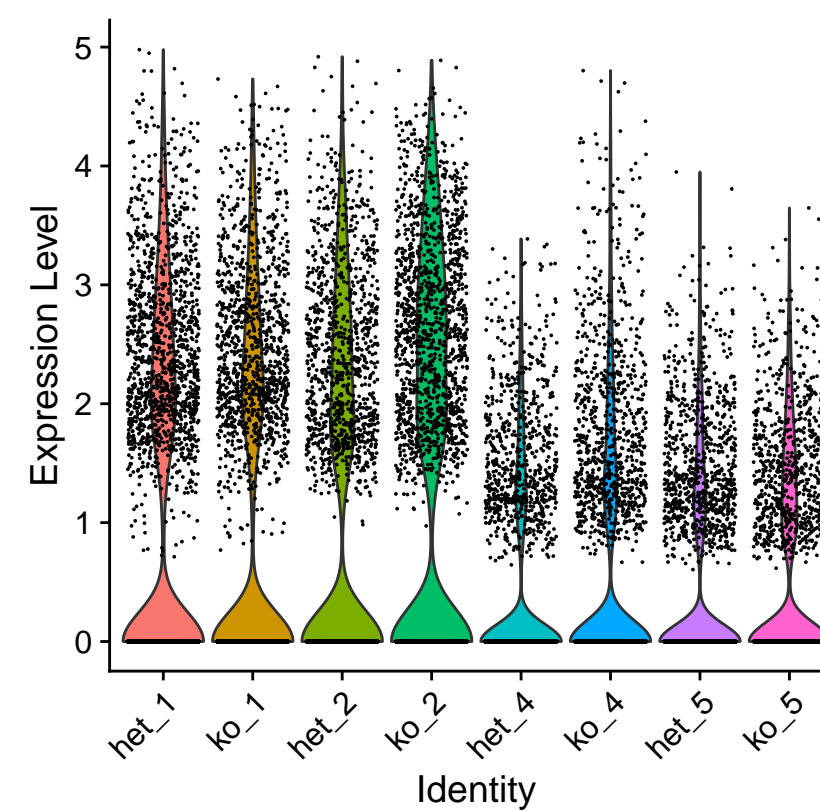 Expression Level
5
4
3
2
1
0
het_1
ko_1
het_2
ko_2
het_4
ko_4
het_5
ko_5
Identity